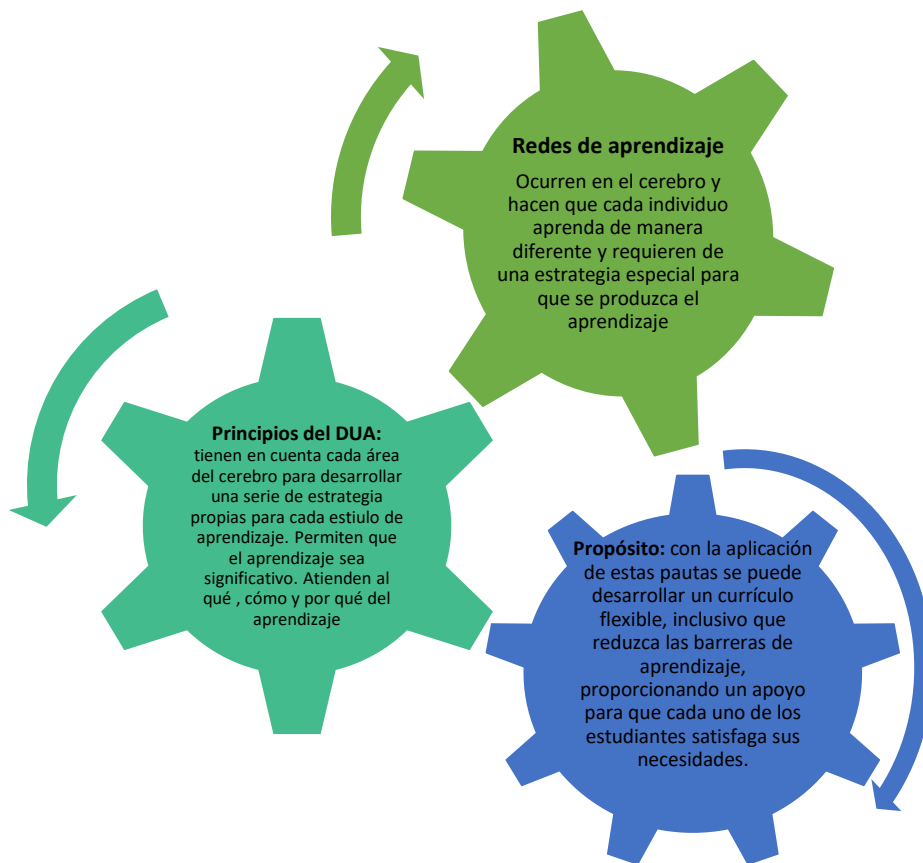 Redes de aprendizaje
Ocurren en el cerebro y
hacen que cada individuo
aprenda de manera
diferente y requieren de
una estrategia especial para
que se produzca el
aprendizaje
Principios del DUA:
tienen en cuenta cada área
del cerebro para desarrollar
una serie de estrategia
propias para cada estiulo de
aprendizaje. Permiten que
el aprendizaje sea
significativo. Atienden al
qué , cómo y por qué del
aprendizaje
Propósito: con la aplicación
de estas pautas se puede
desarrollar un currículo
flexible, inclusivo que
reduzca las barreras de
aprendizaje,
proporcionando un apoyo
para que cada uno de los
estudiantes satisfaga sus
necesidades.